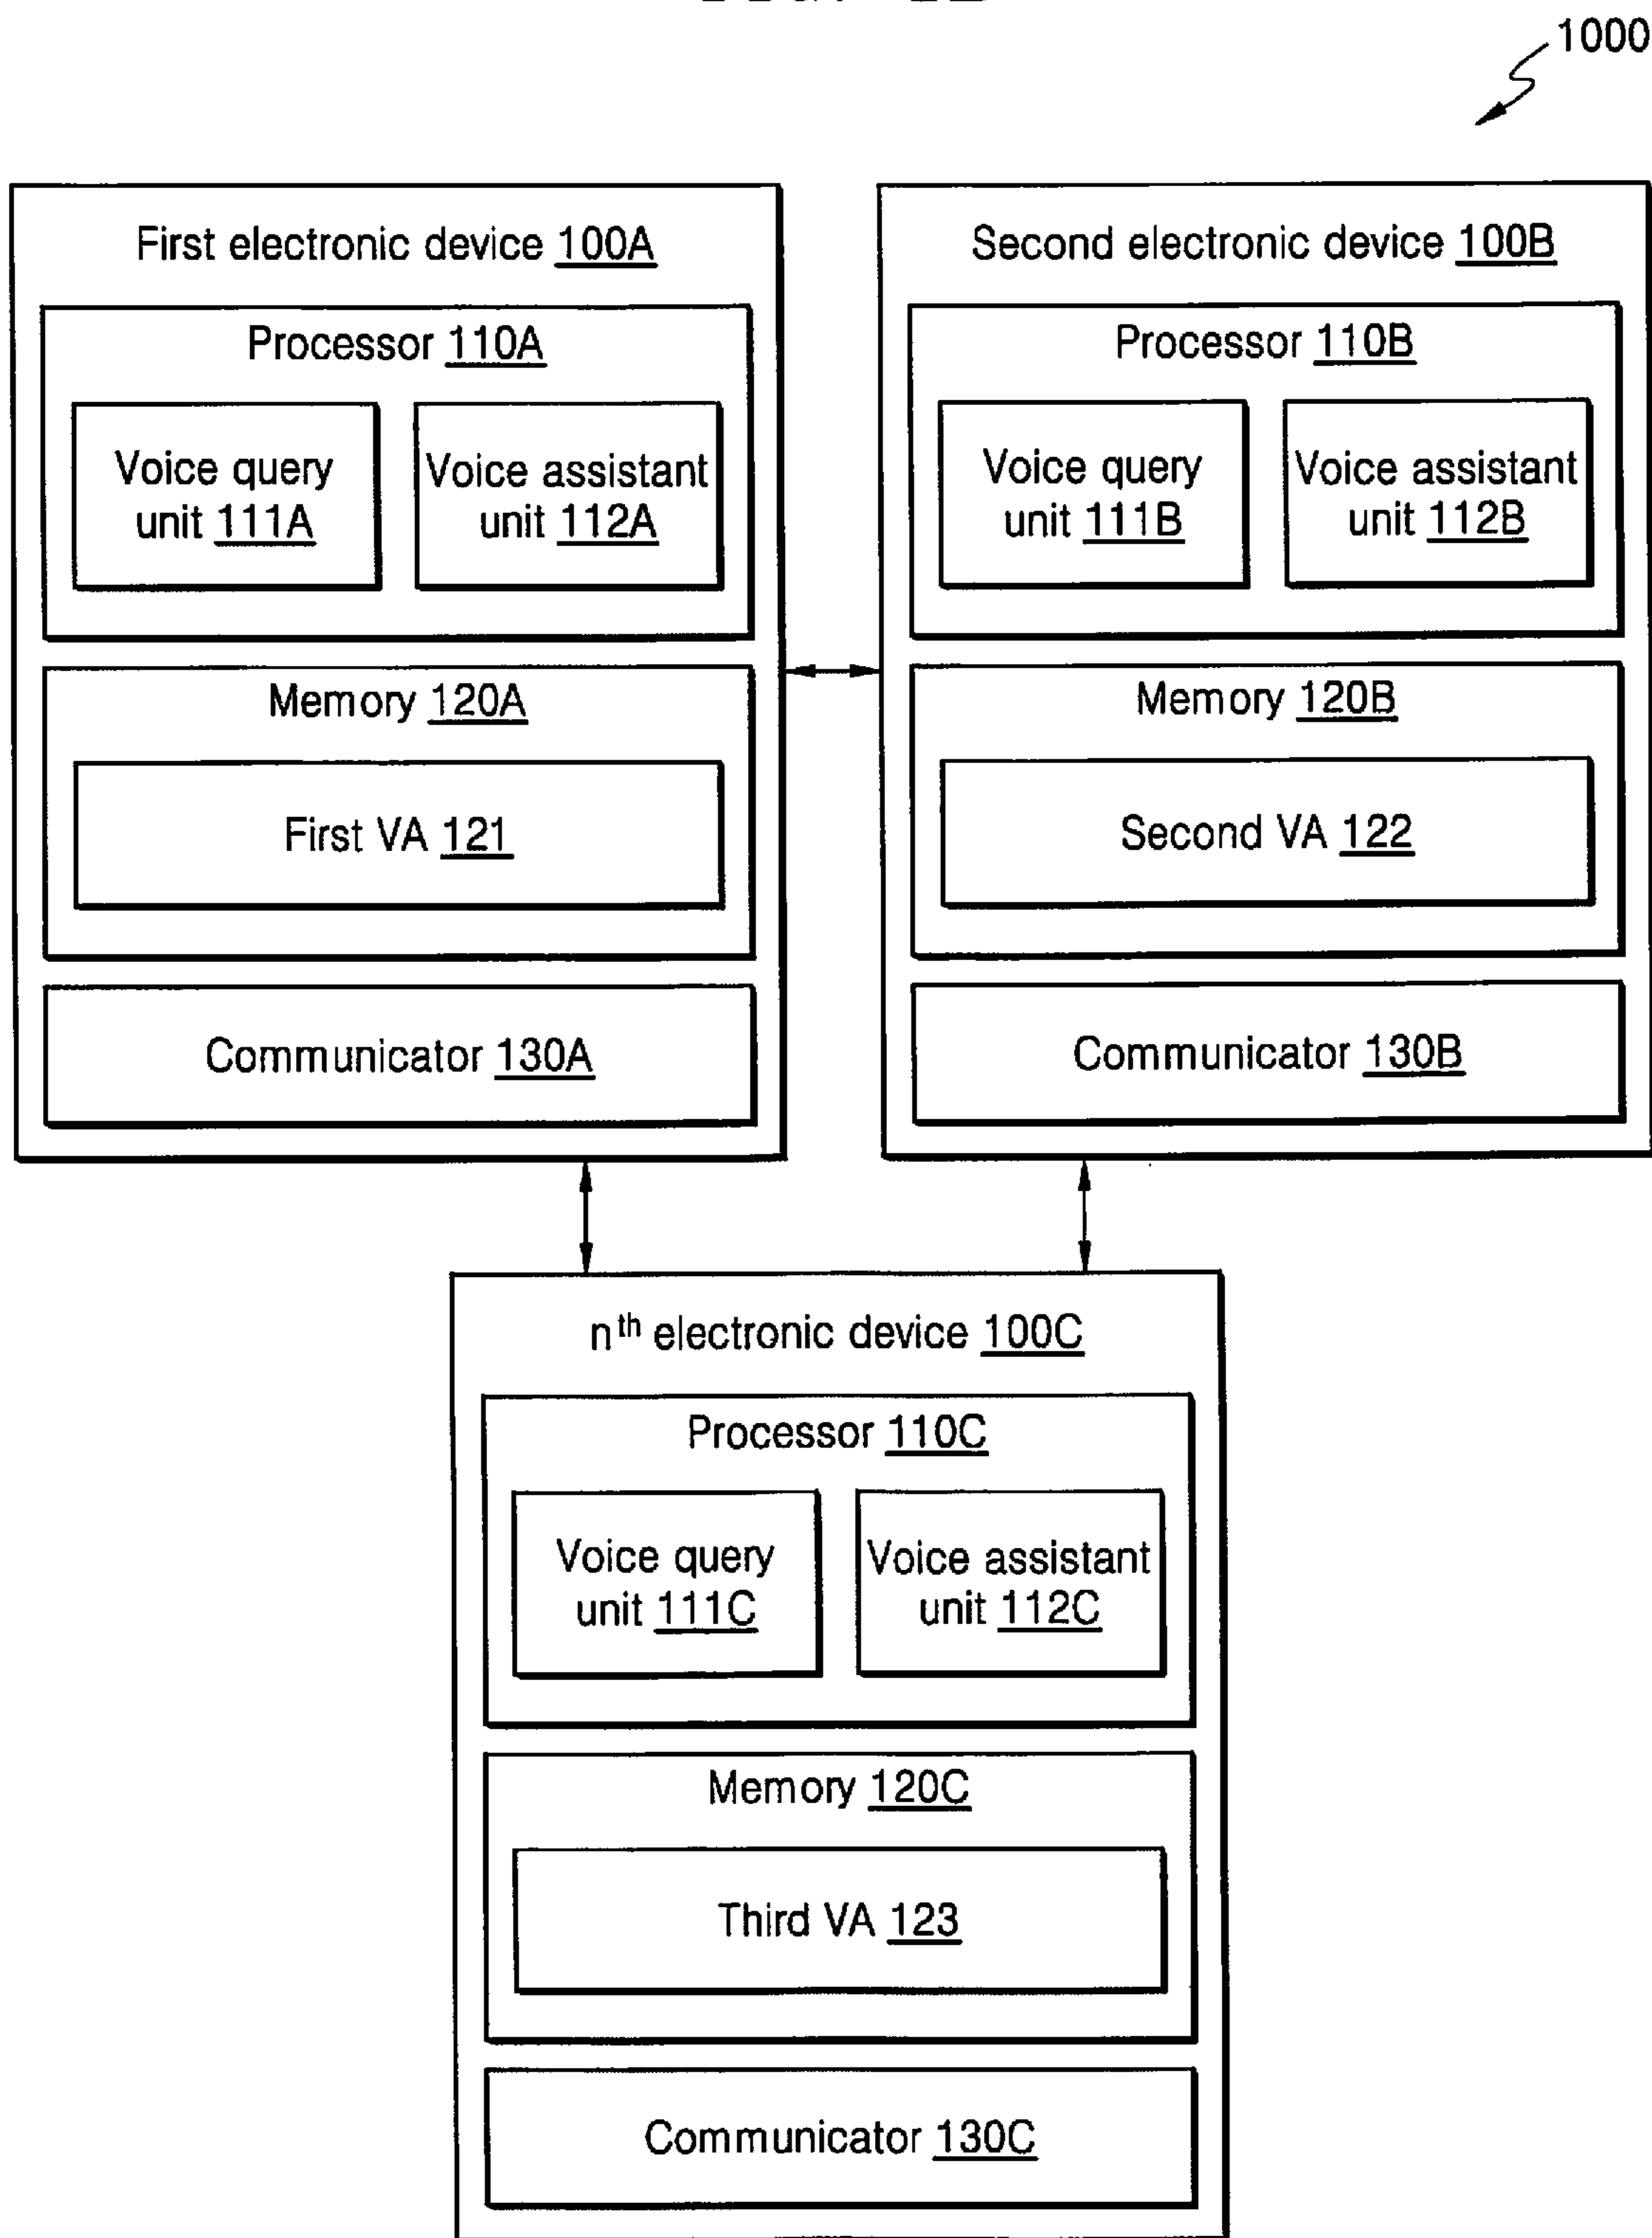 1000
First electronic device 100A
Processor 110A
Voice query
unit 111A
Voice assistant
unit 112A
Memory 120A
First VA 121
Communicator 130A
Second electronic device 100B
Processor 110B
Voice query
unit 111B
Voice assistant
unit 112B
Memory 120B
Second VA 122
Communicator 130B
nth electronic device 100C
Processor 110C
Voice query
unit 111C
Voice assistant
unit 112C
Memory 120C
Third VA 123
Communicator 130C